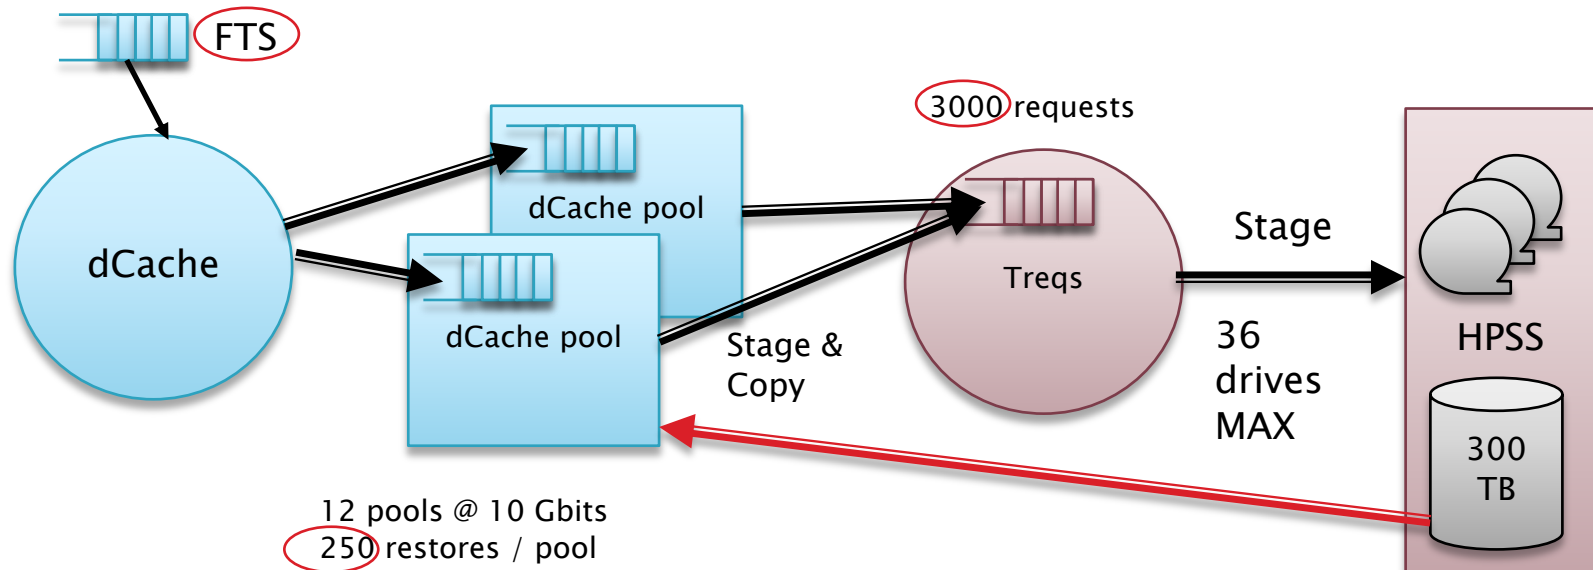 FTS
3000 requests
dCache
dCache pool
dCache pool
Stage &
Copy
Treqs
Stage
36
drives
MAX
HPSS
300
TB
12 pools @ 10 Gbits
250 restores / pool